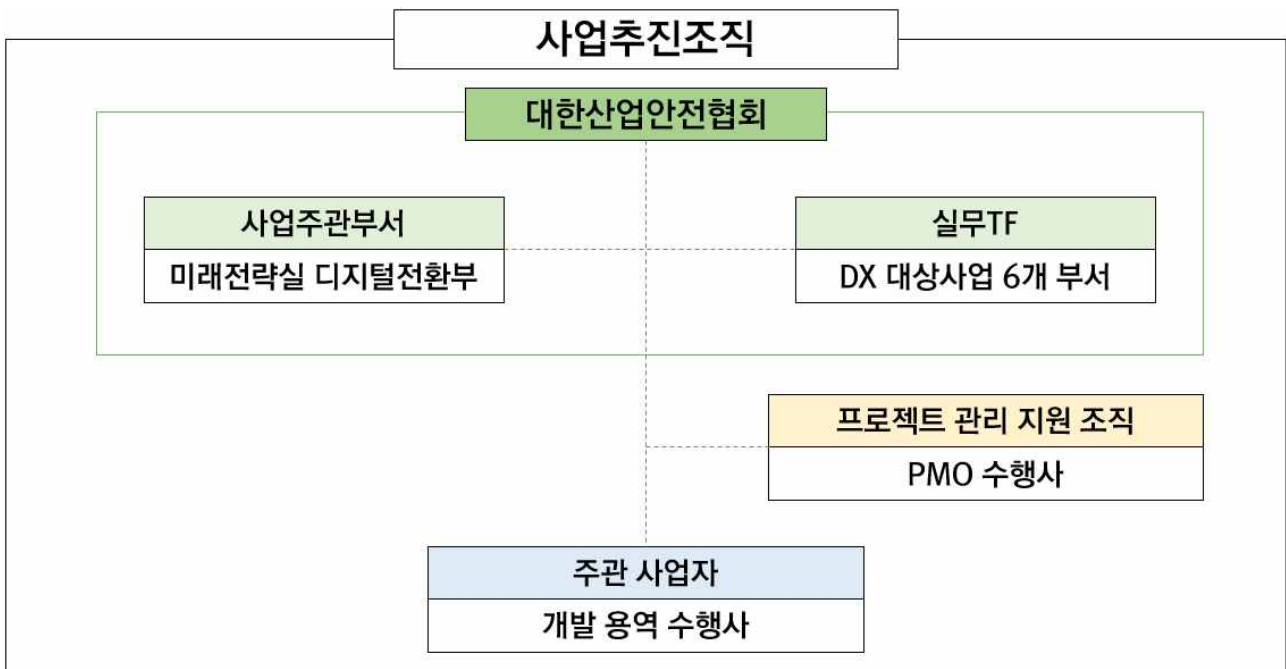 사업추진조직
대한산업안전협회
사업주관부서
미래전략실 디지털전환부
실무TF
DX 대상사업 6개 부서
프로젝트 관리 지원 조직
PMO 수행사
주관 사업자
개발 용역 수행사